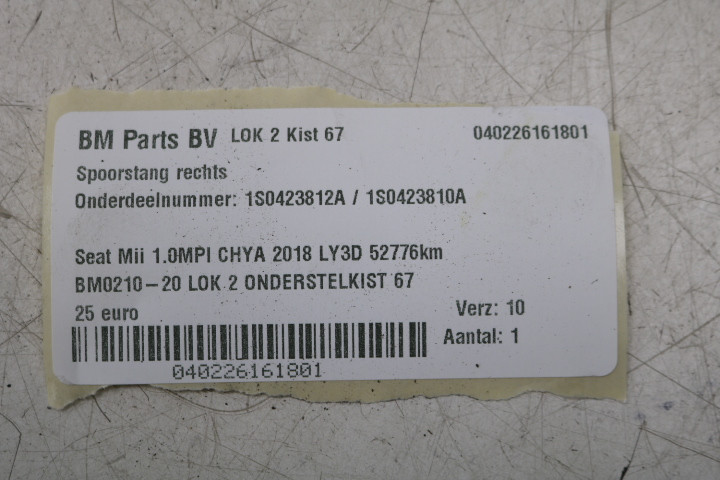 BM Parts BV LOK 2 Kist 67 040226161801
Spoorstang rechts
Onderdeelnummer: 1S0423812A / 1S0423810A
Seat Mii 1.0MPI CHYA 2018 LY3D 52776km
BM0210-20 LOK 2 ONDERSTELKIST 67
25 euro Verz: 10
Aantal: 1
040226161801